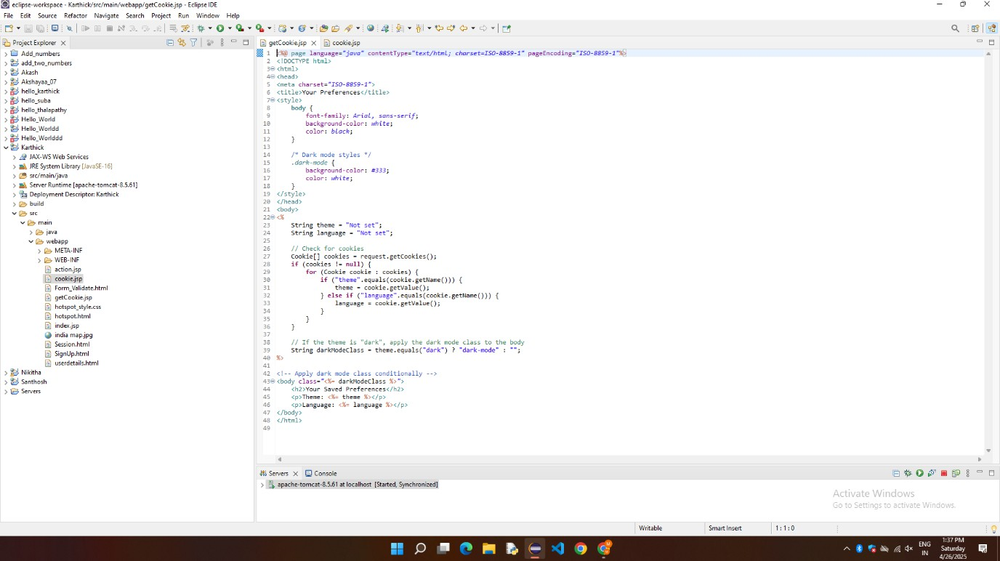 eclipse-workspace - Karthick/src/main/webapp/getCookie.jsp - Eclipse IDE
File Edit Source Refactor Navigate Search Project Run Window Help
Project Explorer
Add_numbers
add_two_numbers
Akash
Akshayaa_07
hello_karthick
hello_suba
hello_thalapathy
Hello_World
Hello_Worldd
Hello_Worlddd
Karthick
JAX-WS Web Services
JRE System Library [JavaSE-16]
src/main/java
Server Runtime [apache-tomcat-8.5.61]
Deployment Descriptor: Karthick
build
src
main
java
webapp
META-INF
WEB-INF
action.jsp
cookie.jsp
Form_Validate.html
getCookie.jsp
hotspot_style.css
hotspot.html
index.jsp
india map.jpg
Session.html
SignUp.html
userdetails.html
Nikitha
Santhosh
Servers
getCookie.jsp cookie.jsp
1 <%@ page language="java" contentType="text/html; charset=ISO-8859-1" pageEncoding="ISO-8859-1"%>
2 <!DOCTYPE html>
3 <html>
4 <head>
5 <meta charset="ISO-8859-1">
6 <title>Your Preferences</title>
7 <style>
8 body {
9 font-family: Arial, sans-serif;
10 background-color: white;
11 color: black;
12 }
13
14 /* Dark mode styles */
15 .dark-mode {
16 background-color: #333;
17 color: white;
18 }
19 </style>
20 </head>
21 <body>
22 <%
23 String theme = "Not set";
24 String language = "Not set";
25
26 // Check for cookies
27 Cookie[] cookies = request.getCookies();
28 if (cookies != null) {
29 for (Cookie cookie : cookies) {
30 if ("theme".equals(cookie.getName())) {
31 theme = cookie.getValue();
32 } else if ("language".equals(cookie.getName())) {
33 language = cookie.getValue();
34 }
35 }
36 }
37
38 // If the theme is "dark", apply the dark mode class to the body
39 String darkModeClass = theme.equals("dark") ? "dark-mode" : "";
40 %>
41
42 <!-- Apply dark mode class conditionally -->
43 <body class="<%= darkModeClass %>">
44 <h2>Your Saved Preferences</h2>
45 <p>Theme: <%= theme %></p>
46 <p>Language: <%= language %></p>
47 </body>
48 </html>
49
Servers Console
apache-tomcat-8.5.61 at localhost [Started, Synchronized]
Activate Windows
Go to Settings to activate Windows.
Writable Smart Insert 1:1:0
ENG
IN
1:37 PM
Saturday
4/26/2025